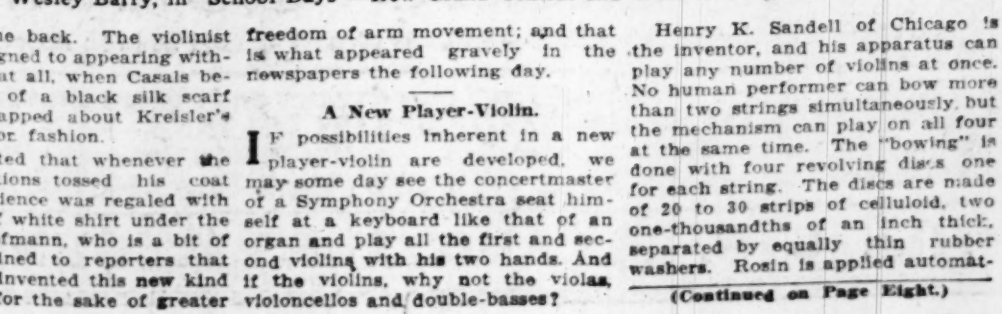 Wesley Barry, in "School Days"
back. The violinist
gned to appearing with-
at all, when Casals be-
of a black silk scarf
apped about Kreisler's
or fashion.
ted that whenever the
tions tossed his coat
ience was regaled with
white shirt under the
fmann, who is a bit of
ined to reporters that
invented this new kind
for the sake of greater
freedom of arm movement; and that
is what appeared gravely in the
newspapers the following day.
A New Player-Violin.
IF possibilities inherent in a new
player-violin are developed, we
may some day see the concertmaster
of a Symphony Orchestra seat him-
self at a keyboard like that of an
organ and play all the first and sec-
ond violins with his two hands. And
if the violins, why not the violas,
violoncellos and double-basses?
Henry K. Sandell of Chicago is
the inventor, and his apparatus can
play any number of violins at once.
No human performer can bow more
than two strings simultaneously, but
the mechanism can play on all four
at the same time. The "bowing" is
done with four revolving discs one
for each string. The discs are made
of 20 to 30 strips of celluloid, two
one-thousandths of an inch thick,
separated by equally thin rubber
washers. Rosin is applied automat-
(Continued on Page Eight.)